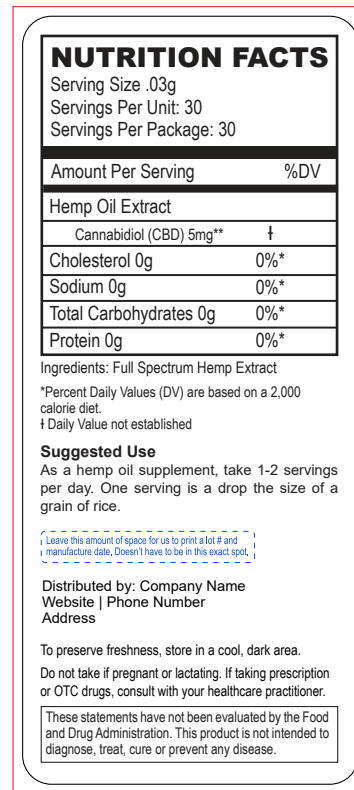 NUTRITION FACTS
Serving Size .03g
Servings Per Unit: 30
Servings Per Package: 30
Amount Per Serving %DV
Hemp Oil Extract
Cannabidiol (CBD) 5mg** ƚ
Cholesterol 0g 0%*
Sodium 0g 0%*
Total Carbohydrates 0g 0%*
Protein 0g 0%*
Ingredients: Full Spectrum Hemp Extract
*Percent Daily Values (DV) are based on a 2,000
calorie diet.
ƚ Daily Value not established
Suggested Use
As a hemp oil supplement, take 1-2 servings
per day. One serving is a drop the size of a
grain of rice.
Leave this amount of space for us to print a lot # and
manufacture date. Doesn't have to be in this exact spot.
Distributed by: Company Name
Website | Phone Number
Address
To preserve freshness, store in a cool, dark area.
Do not take if pregnant or lactating. If taking prescription
or OTC drugs, consult with your healthcare practitioner.
These statements have not been evaluated by the Food
and Drug Administration. This product is not intended to
diagnose, treat, cure or prevent any disease.